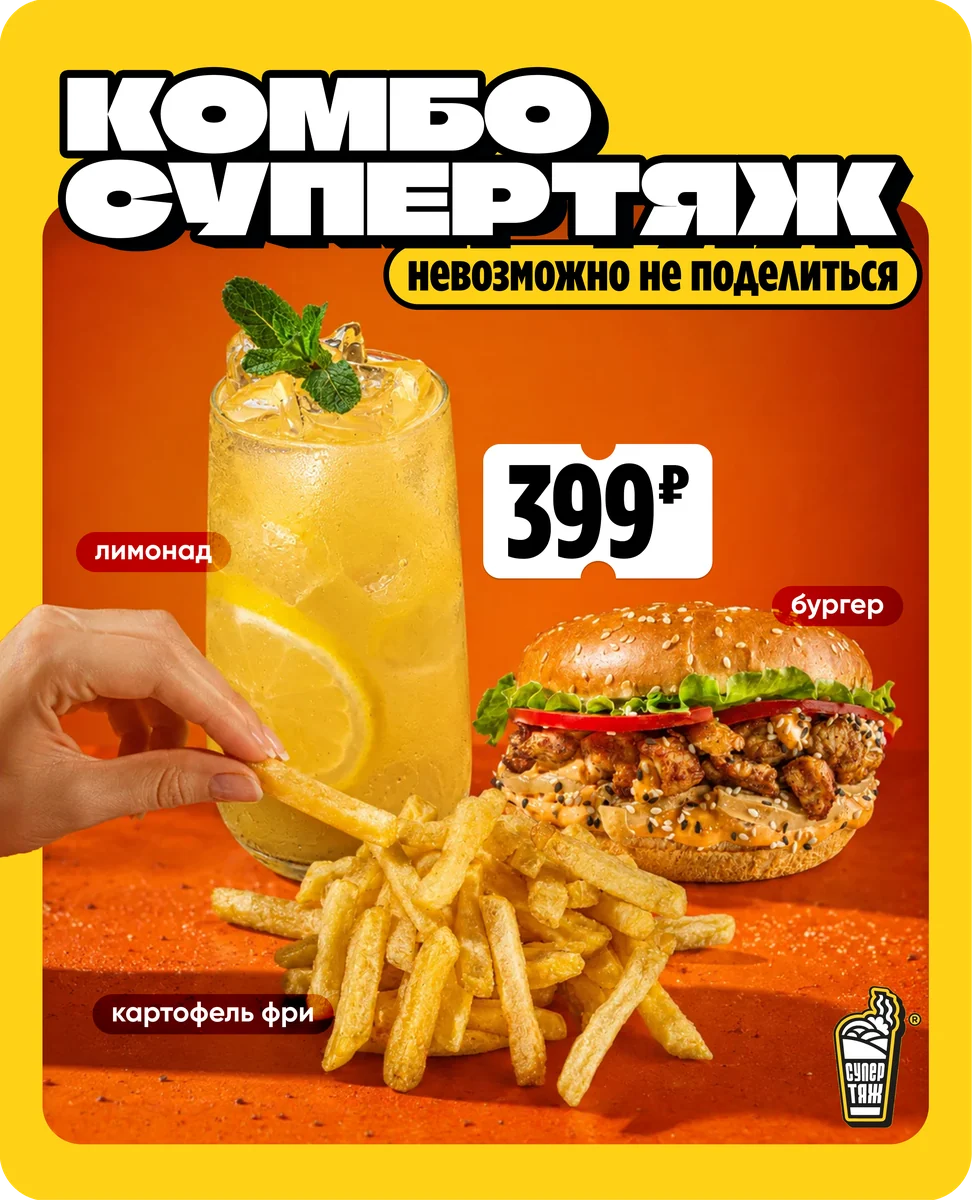 КОМБО
СУПЕРТЯЖ
невозможно не поделиться
399₽
лимонад
бургер
картофель фри
®
СУПЕР
ТЯЖ